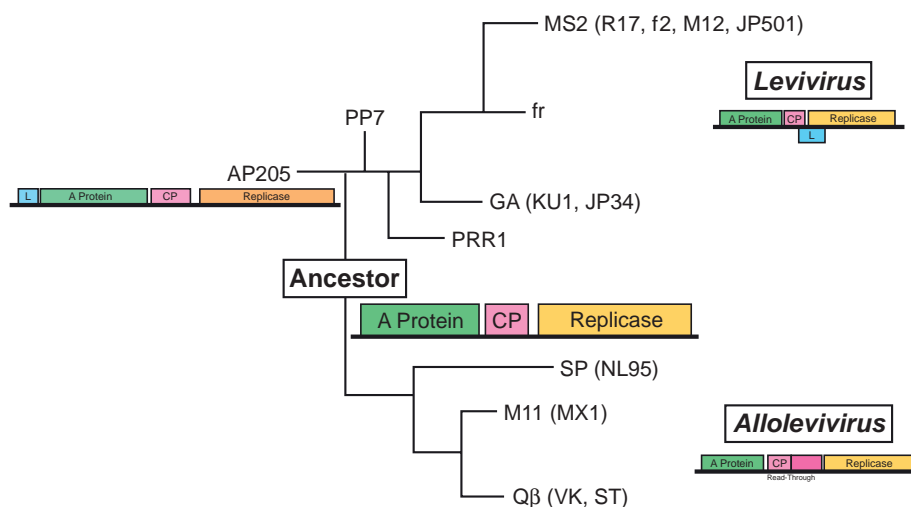 MS2 (R17, f2, M12, JP501)
Levivirus
A Protein CP Replicase
L
fr
PP7
AP205
L A Protein CP Replicase
GA (KU1, JP34)
PRR1
Ancestor
A Protein CP Replicase
SP (NL95)
M11 (MX1)
Allolevivirus
A Protein CP Replicase
Read-Through
Qβ (VK, ST)